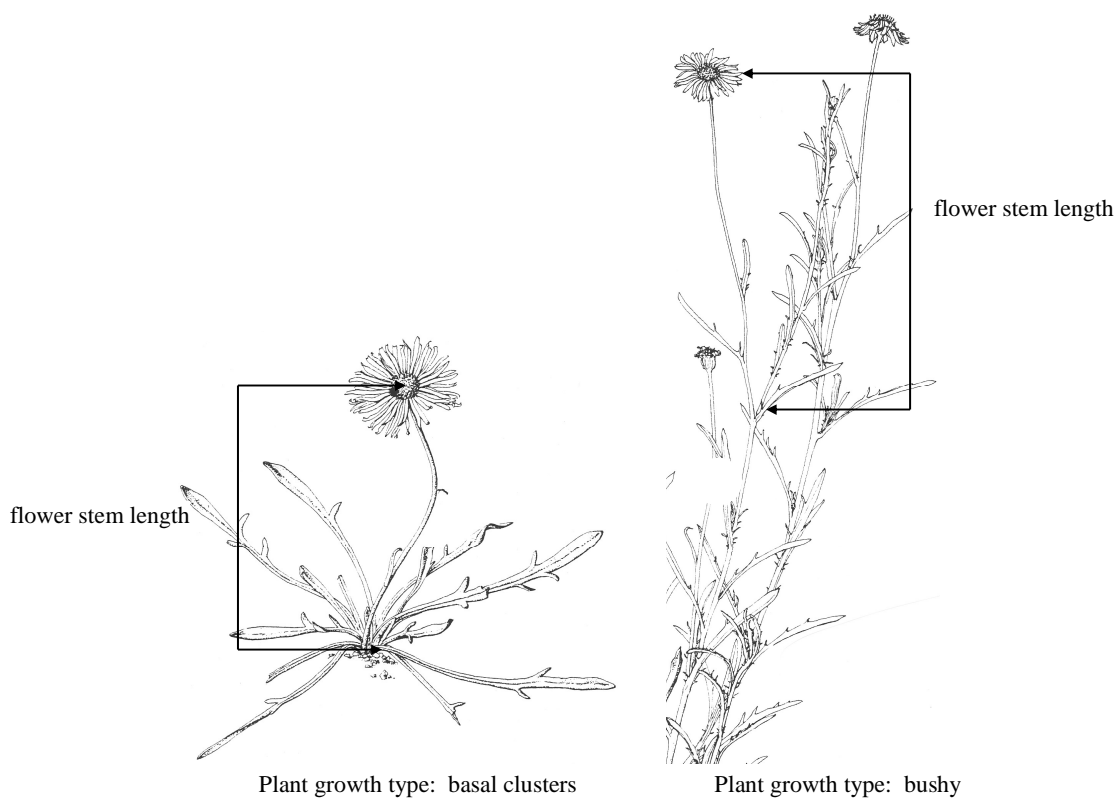 flower stem length
flower stem length
Plant growth type: basal clusters
Plant growth type: bushy